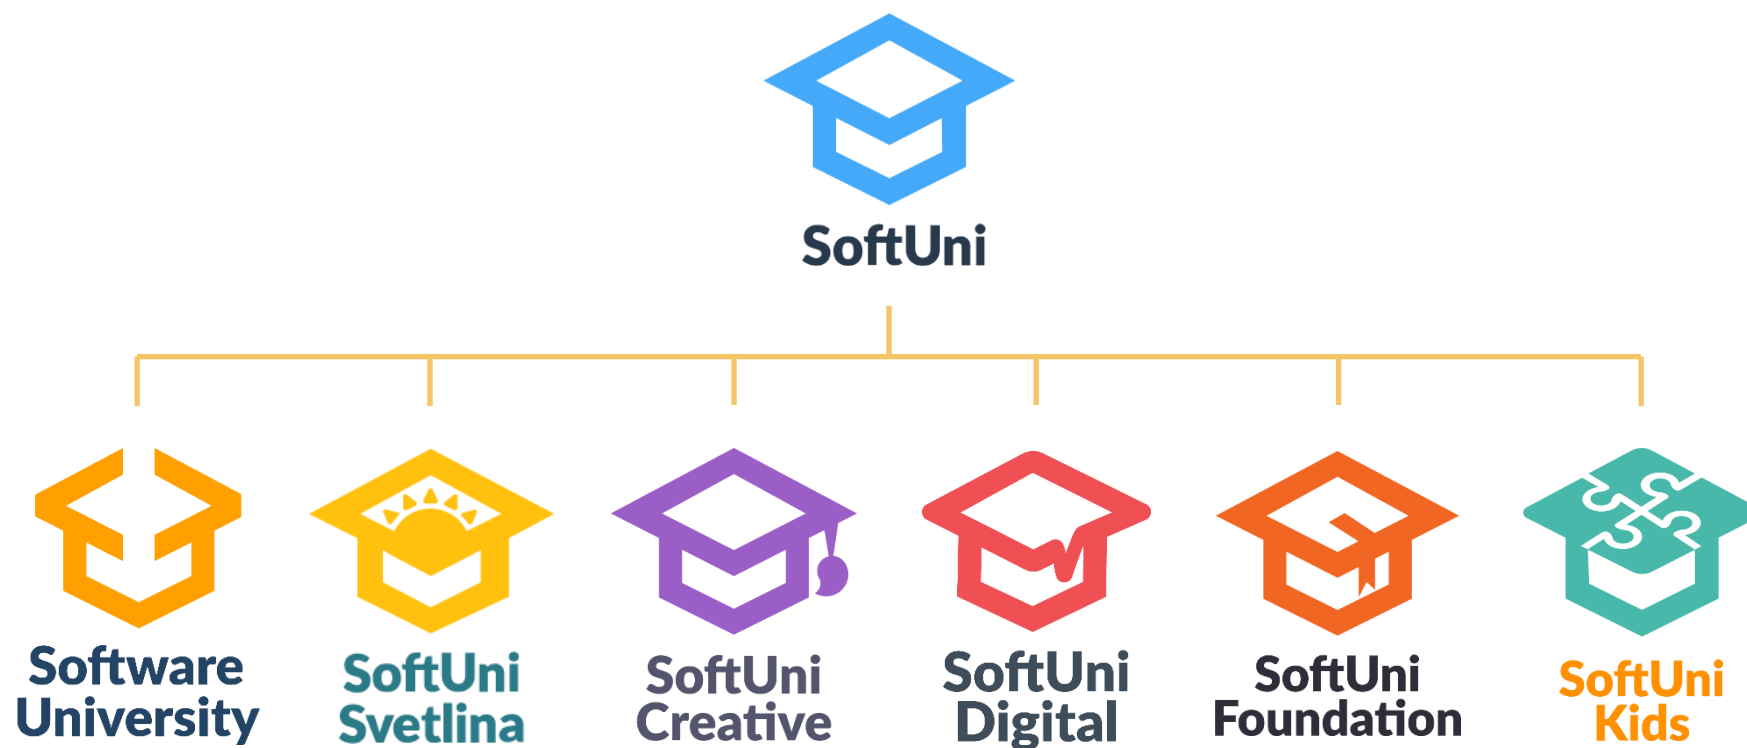 SoftUni
Software
University
SoftUni
Svetlina
SoftUni
Creative
SoftUni
Digital
SoftUni
Foundation
SoftUni
Kids